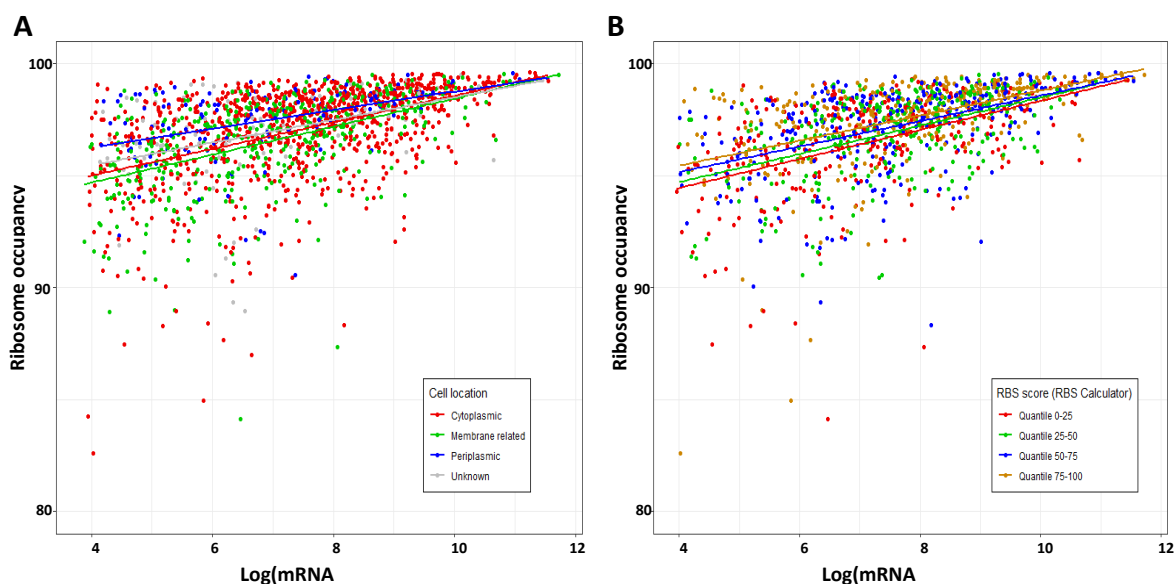 A
Ribosome occupancy
100
90
80
4 6 8 10 12
Log(mRNA
Cell location
Cytoplasmic
Membrane related
Periplasmic
Unknown
B
Ribosome occupancy
100
90
80
4 6 8 10 12
Log(mRNA
RBS score (RBS Calculator)
Quantile 0-25
Quantile 25-50
Quantile 50-75
Quantile 75-100